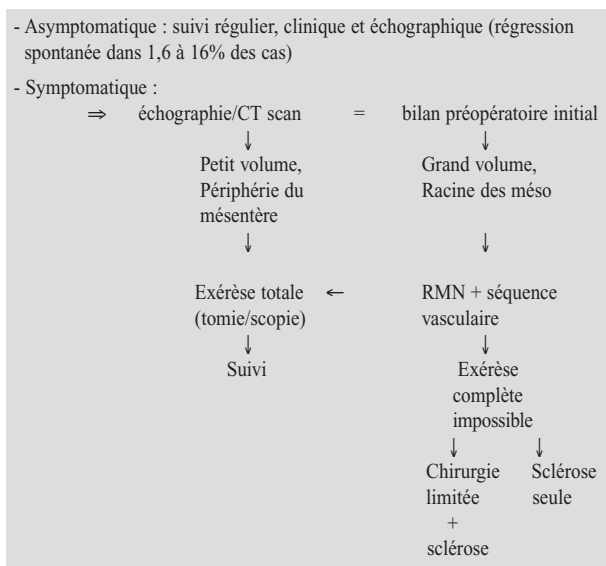 - Asymptomatique : suivi régulier, clinique et échographique (régression
spontanée dans 1,6 à 16% des cas)
- Symptomatique :
⇒ échographie/CT scan = bilan préopératoire initial
↓ ↓
Petit volume, Grand volume,
Périphérie du Racine des méso
mésentère
↓ ↓
Exérèse totale ← RMN + séquence
(tomie/scopie) vasculaire
↓ ↓
Suivi Exérèse
complète
impossible
↓ ↓
Chirurgie Sclérose
limitée seule
+
sclérose